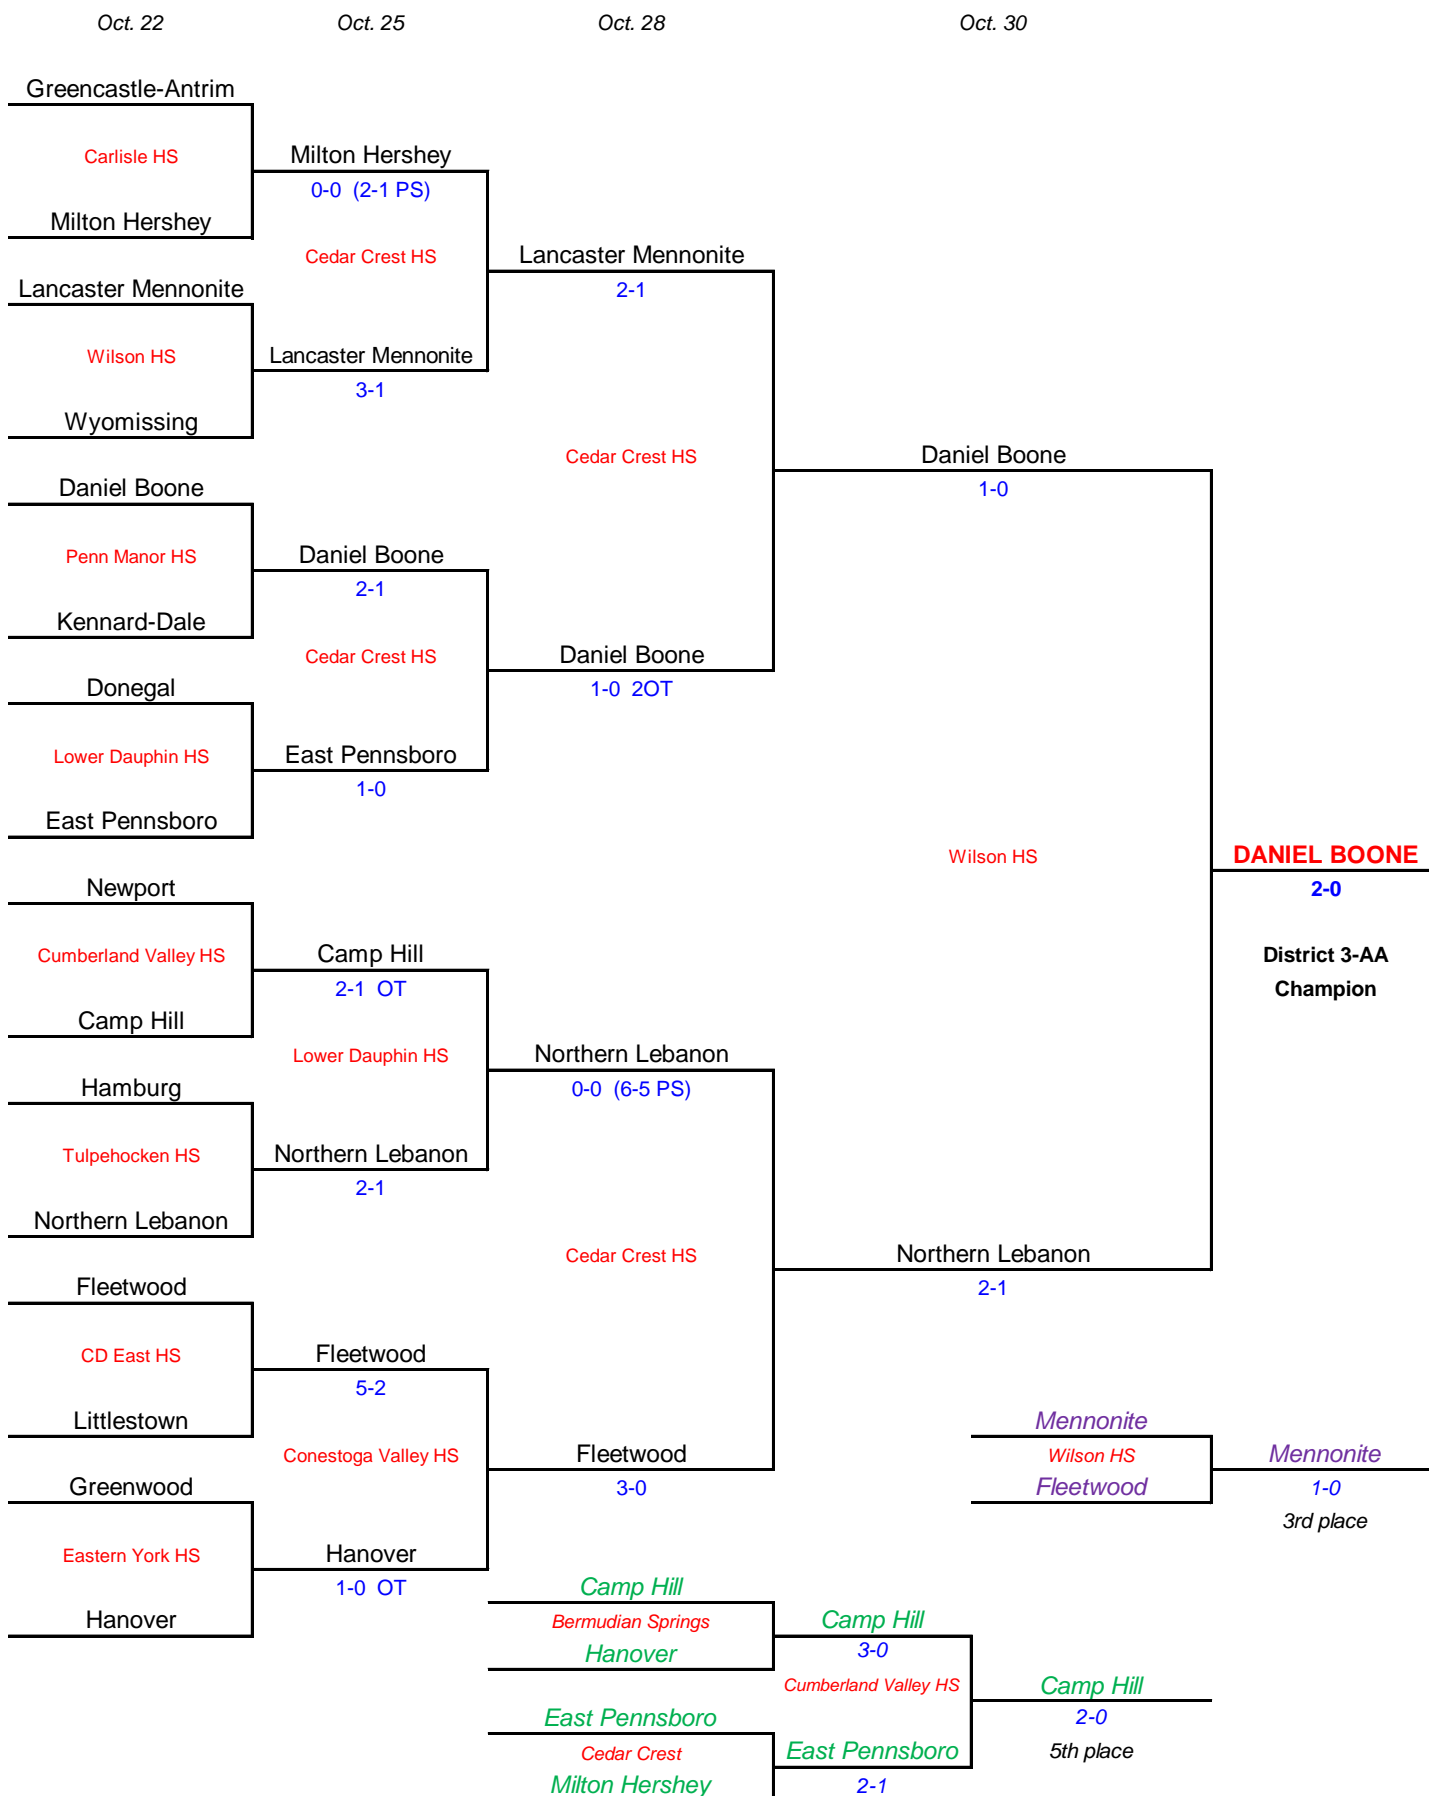 Oct. 22 Oct. 25 Oct. 28 Oct. 30
Greencastle-Antrim
Carlisle HS
Milton Hershey
0-0 (2-1 PS)
Milton Hershey
Cedar Crest HS
Lancaster Mennonite
2-1
Lancaster Mennonite
Wilson HS
Lancaster Mennonite
3-1
Wyomissing
Cedar Crest HS
Daniel Boone
1-0
Daniel Boone
Penn Manor HS
Daniel Boone
2-1
Kennard-Dale
Cedar Crest HS
Daniel Boone
1-0 2OT
Donegal
Lower Dauphin HS
East Pennsboro
1-0
East Pennsboro
Wilson HS
DANIEL BOONE
2-0
District 3-AA
Champion
Newport
Cumberland Valley HS
Camp Hill
2-1 OT
Camp Hill
Lower Dauphin HS
Northern Lebanon
0-0 (6-5 PS)
Hamburg
Tulpehocken HS
Northern Lebanon
2-1
Northern Lebanon
Cedar Crest HS
Northern Lebanon
2-1
Fleetwood
CD East HS
Fleetwood
5-2
Littlestown
Conestoga Valley HS
Fleetwood
3-0
Mennonite
Wilson HS
Fleetwood
Mennonite
1-0
3rd place
Greenwood
Eastern York HS
Hanover
1-0 OT
Hanover
Camp Hill
Bermudian Springs
Hanover
Camp Hill
3-0
Cumberland Valley HS
Camp Hill
2-0
5th place
East Pennsboro
Cedar Crest
Milton Hershey
East Pennsboro
2-1